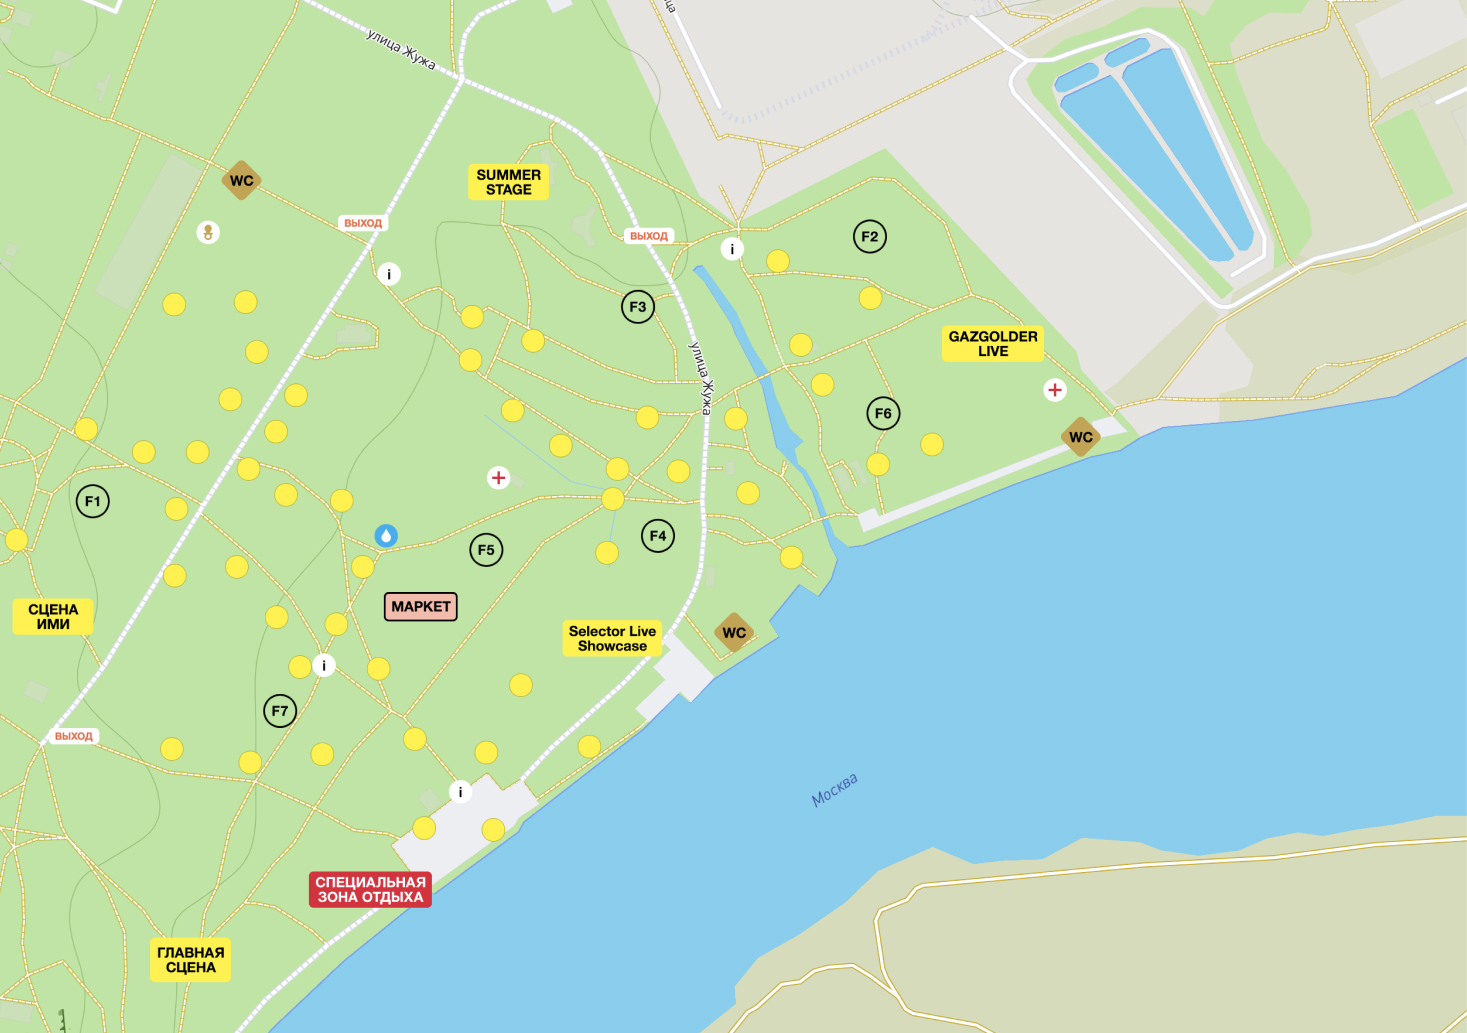 улица Жужа
WC
SUMMER
STAGE
ВЫХОД
ВЫХОД
F2
i
i
F3
GAZGOLDER
LIVE
улица Жужа
F6
WC
F1
F4
F5
МАРКЕТ
СЦЕНА
ИМИ
Selector Live
Showcase
WC
i
F7
ВЫХОД
i
Москва
СПЕЦИАЛЬНАЯ
ЗОНА ОТДЫХА
ГЛАВНАЯ
СЦЕНА